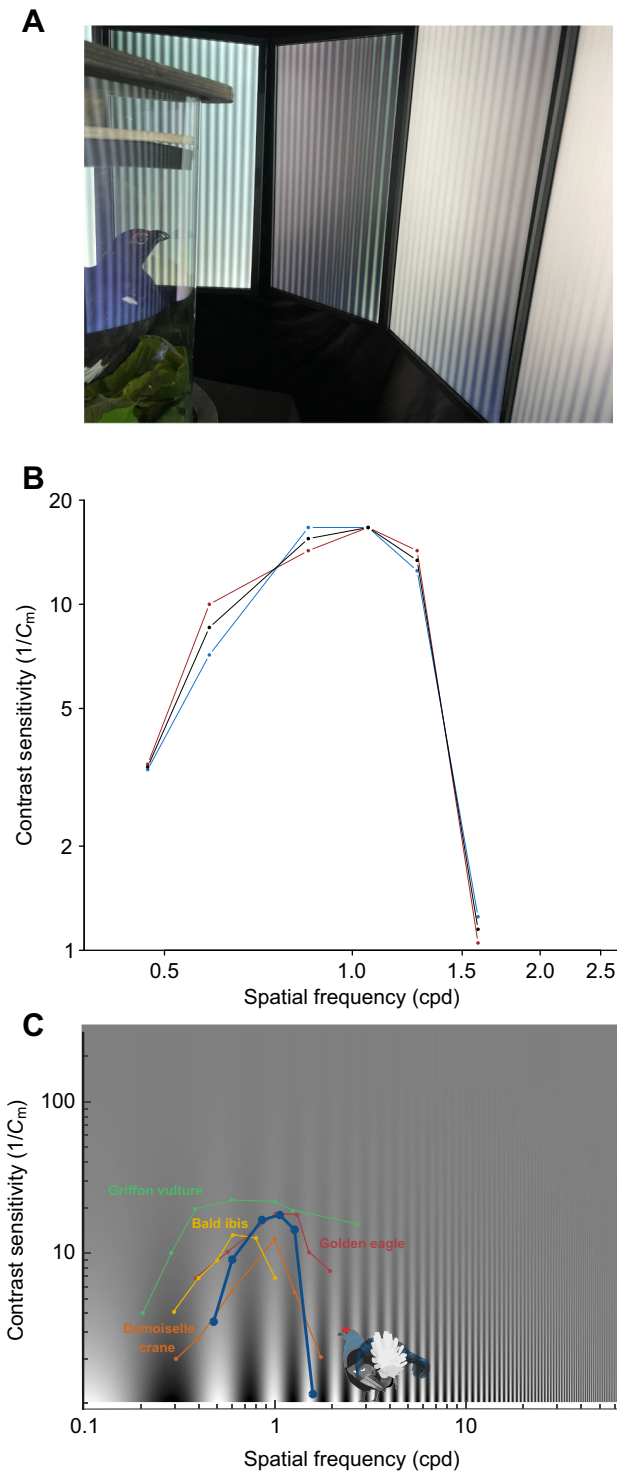 A
B
20
10
5
2
1
Contrast sensitivity (1/Cm)
0.5 1.0 1.5 2.0 2.5
Spatial frequency (cpd)
C
100
10
Contrast sensitivity (1/Cm)
Griffon vulture
Bald ibis
Golden eagle
Demoiselle
crane
0.1 1 10
Spatial frequency (cpd)